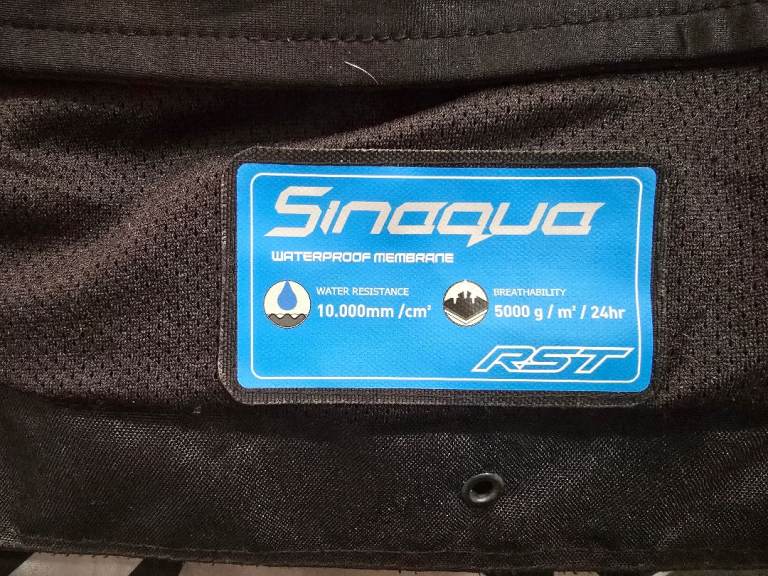 Sinaqua
WATERPROOF MEMBRANE
WATER RESISTANCE
10.000mm /cm²
BREATHABILITY
5000 g / m² / 24hr
RST